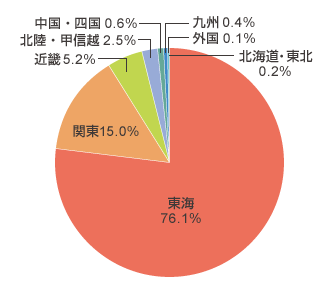 中国・四国 0.6%
九州 0.4%
北陸・甲信越 2.5%
外国 0.1%
近畿5.2%
北海道・東北
0.2%
関東15.0%
東海
76.1%